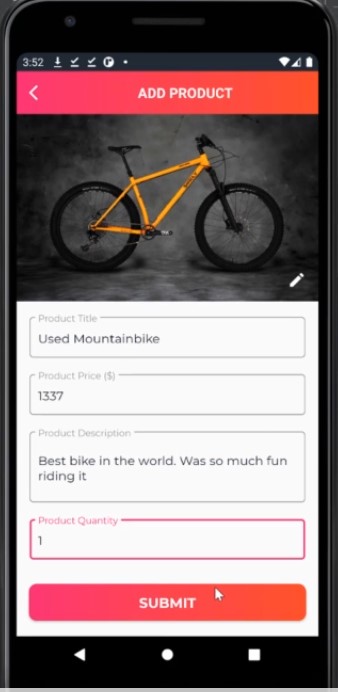 3:52
ADD PRODUCT
Product Title
Used Mountainbike
Product Price ($)
1337
Product Description
Best bike in the world. Was so much fun
riding it
Product Quantity
1
SUBMIT